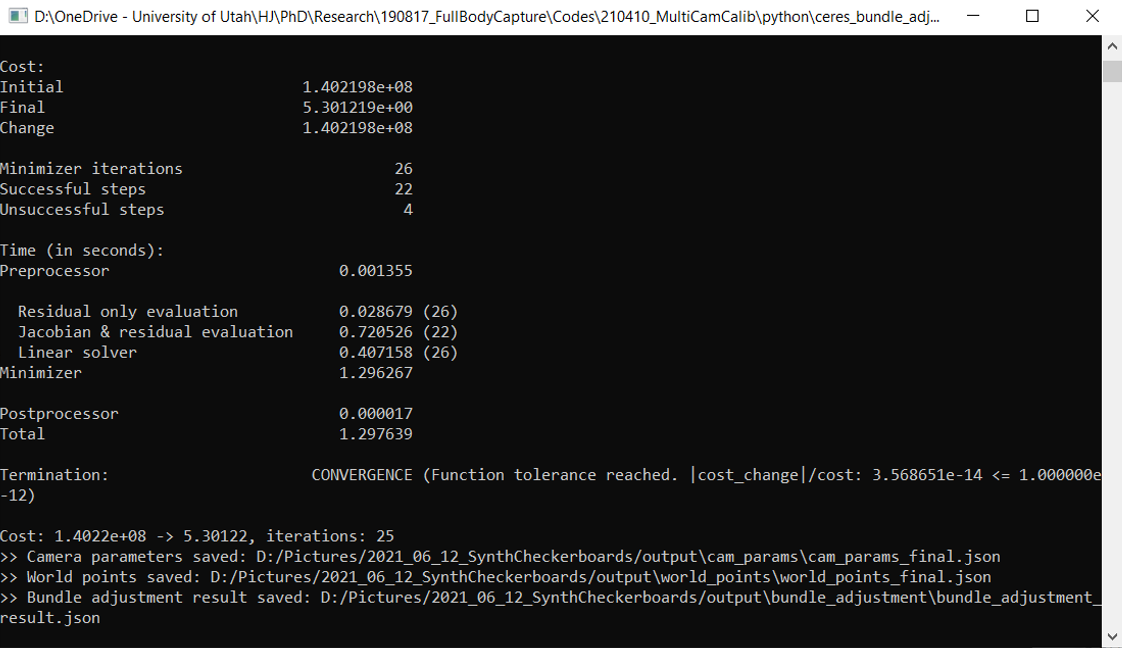 D:\OneDrive - University of Utah\HJ\PhD\Research\190817_FullBodyCapture\Codes\210410_MultiCamCalib\python\ceres_bundle_adj...
Cost:
Initial 1.402198e+08
Final 5.301219e+00
Change 1.402198e+08
Minimizer iterations 26
Successful steps 22
Unsuccessful steps 4
Time (in seconds):
Preprocessor 0.001355
Residual only evaluation 0.028679 (26)
Jacobian & residual evaluation 0.720526 (22)
Linear solver 0.407158 (26)
Minimizer 1.296267
Postprocessor 0.000017
Total 1.297639
Termination: CONVERGENCE (Function tolerance reached. |cost_change|/cost: 3.568651e-14 <= 1.000000e
-12)
Cost: 1.4022e+08 -> 5.30122, iterations: 25
>> Camera parameters saved: D:/Pictures/2021_06_12_SynthCheckerboards/output\cam_params\cam_params_final.json
>> World points saved: D:/Pictures/2021_06_12_SynthCheckerboards/output\world_points\world_points_final.json
>> Bundle adjustment result saved: D:/Pictures/2021_06_12_SynthCheckerboards/output\bundle_adjustment\bundle_adjustment_
result.json